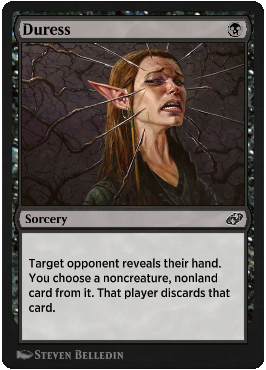 Duress
Sorcery
Target opponent reveals their hand.
You choose a noncreature, nonland
card from it. That player discards that
card.
STEVEN BELLEDIN